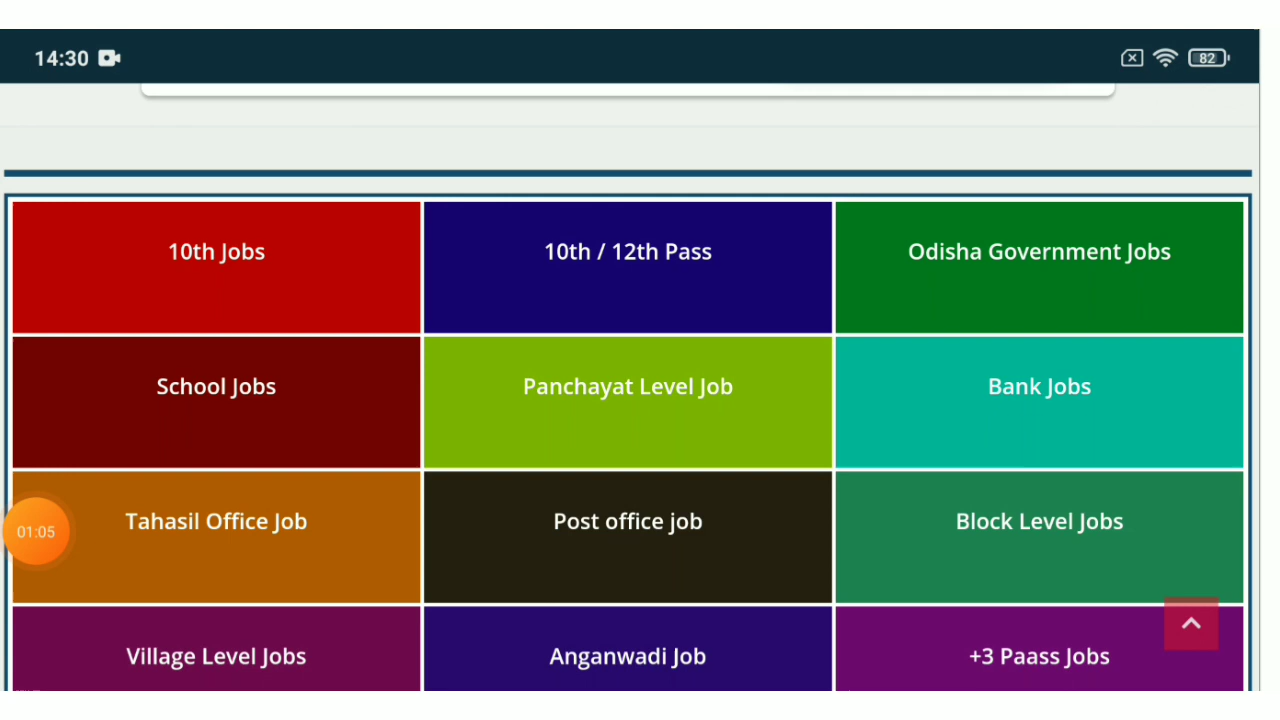 14:30
82
10th Jobs
10th / 12th Pass
Odisha Government Jobs
School Jobs
Panchayat Level Job
Bank Jobs
Tahasil Office Job
Post office job
Block Level Jobs
01:05
Village Level Jobs
Anganwadi Job
+3 Paass Jobs